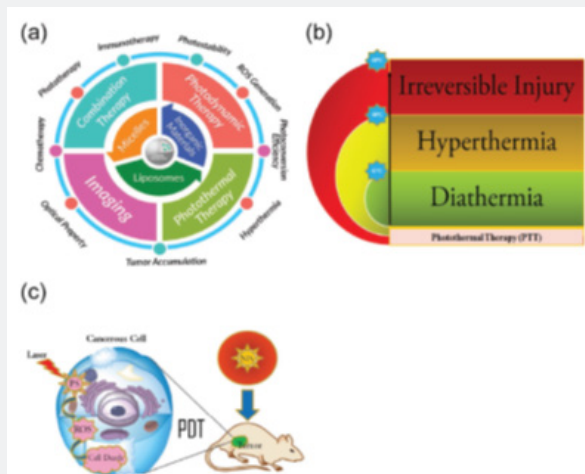 (a)
Immunotherapy
Photostability
Phototherapy
ROS Generation
Chemotherapy
Photoconversion
Efficiency
Optical Property
Hyperthermia
Tumor Accumulation
Combination
Therapy
Photodynamic
Therapy
Imaging
Photothermal
Therapy
Micelles
Inorganic
Materials
Liposomes
(b)
Irreversible Injury
Hyperthermia
Diathermia
Photothermal Therapy (PTT)
(c)
Cancerous Cell
Laser
PS
ROS
Cell Death
PDT